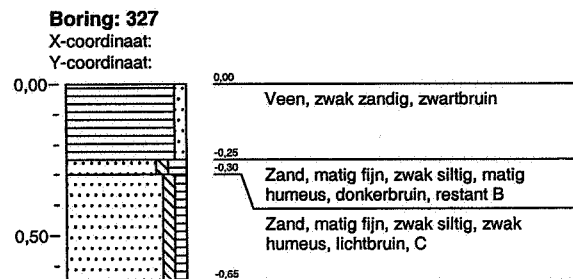 Boring: 327
X-coordinaat:
Y-coordinaat:
0,00
0,00
Veen, zwak zandig, zwartbruin
-0,25
-0,30
Zand, matig fijn, zwak siltig, matig
humeus, donkerbruin, restant B
Zand, matig fijn, zwak siltig, zwak
humeus, lichtbruin, C
0,50
-0,65